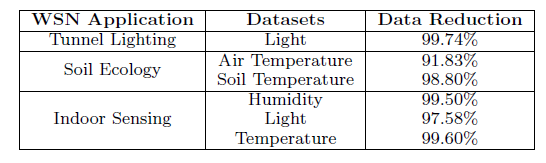 WSN Application Datasets Data Reduction
Tunnel Lighting Light 99.74%
Soil Ecology Air Temperature 91.83%
Soil Temperature 98.80%
Humidity 99.50%
Indoor Sensing Light 97.58%
Temperature 99.60%